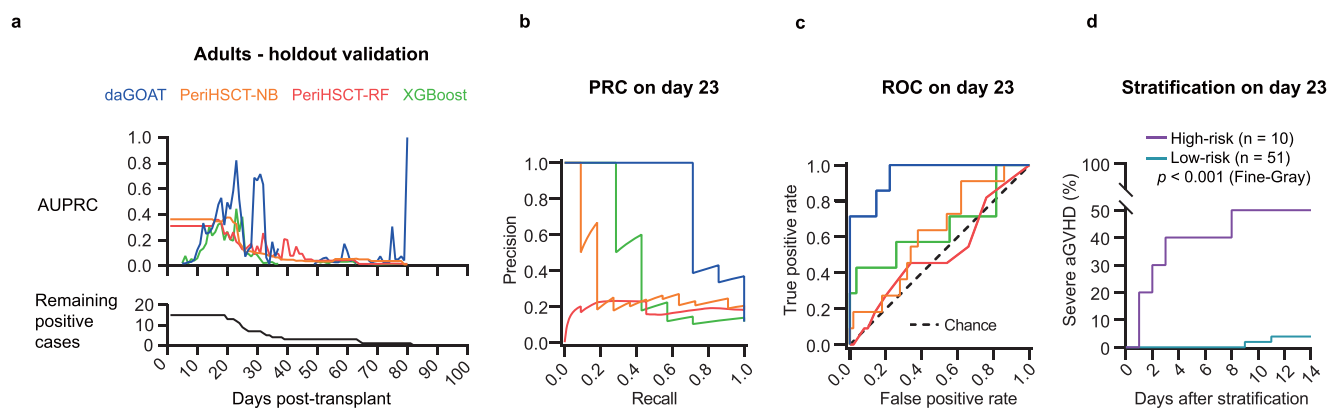 a
Adults - holdout validation
daGOAT PeriHSCT-NB PeriHSCT-RF XGBoost
AUPRC
1.0
0.8
0.6
0.4
0.2
0.0
Remaining
positive
cases
20
10
0
0 10 20 30 40 50 60 70 80 90 100
Days post-transplant
b
PRC on day 23
Precision
1.0
0.8
0.6
0.4
0.2
0.0
0.0 0.2 0.4 0.6 0.8 1.0
Recall
c
ROC on day 23
True positive rate
1.0
0.8
0.6
0.4
0.2
0.0
Chance
0.0 0.2 0.4 0.6 0.8 1.0
False positive rate
d
Stratification on day 23
High-risk (n = 10)
Low-risk (n = 51)
p < 0.001 (Fine-Gray)
Severe aGVHD (%)
100
50
40
30
20
10
0
0 2 4 6 8 10 12 14
Days after stratification